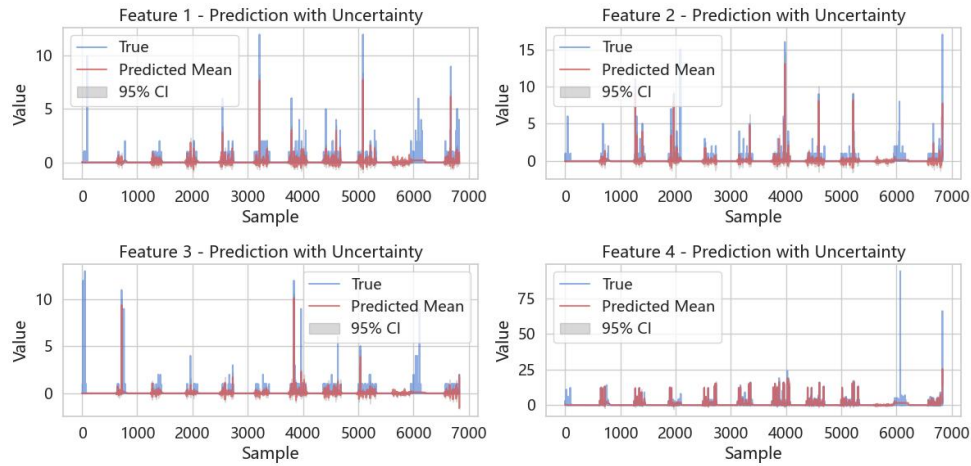 Feature 1 - Prediction with Uncertainty
True
Predicted Mean
95% CI
10
5
0
Value
0 1000 2000 3000 4000 5000 6000 7000
Sample
Feature 2 - Prediction with Uncertainty
True
Predicted Mean
95% CI
15
10
5
0
Value
0 1000 2000 3000 4000 5000 6000 7000
Sample
Feature 3 - Prediction with Uncertainty
True
Predicted Mean
95% CI
10
5
0
Value
0 1000 2000 3000 4000 5000 6000 7000
Sample
Feature 4 - Prediction with Uncertainty
True
Predicted Mean
95% CI
75
50
25
0
Value
0 1000 2000 3000 4000 5000 6000 7000
Sample